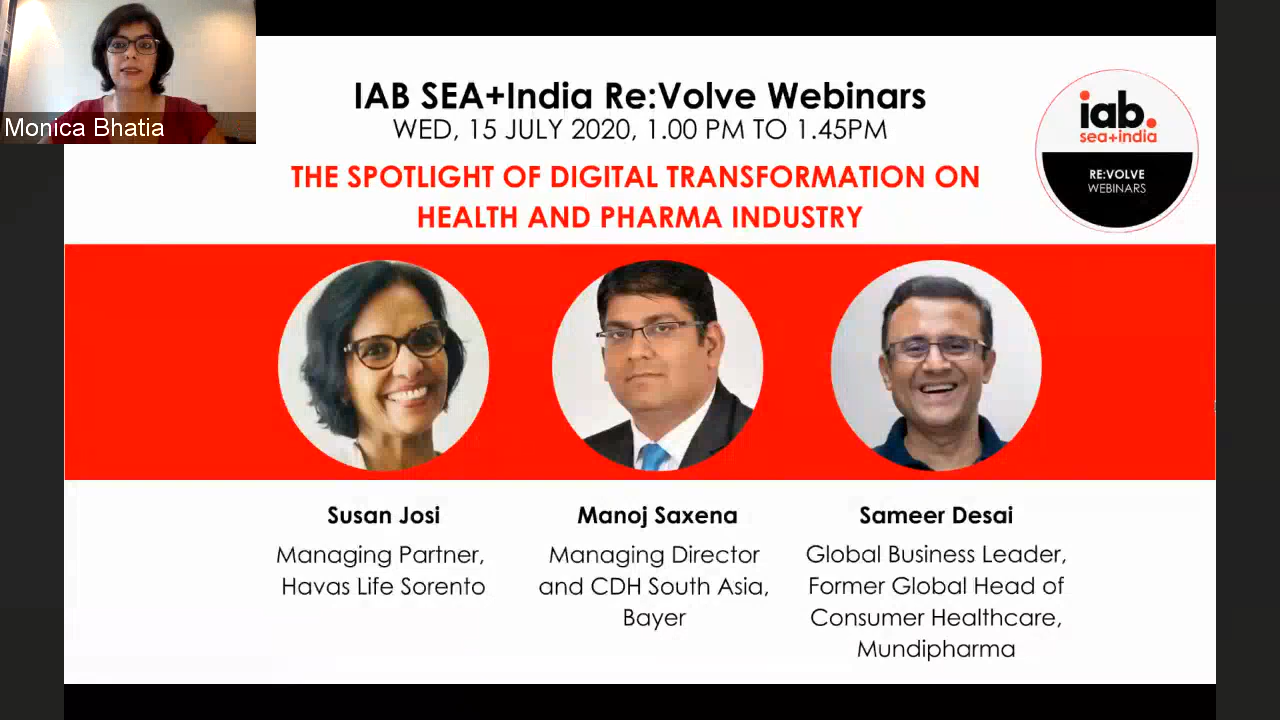 Monica Bhatia
IAB SEA+India Re:Volve Webinars
WED, 15 JULY 2020, 1.00 PM TO 1.45PM
THE SPOTLIGHT OF DIGITAL TRANSFORMATION ON
HEALTH AND PHARMA INDUSTRY
iab.
sea+india
RE:VOLVE
WEBINARS
Susan Josi
Managing Partner,
Havas Life Sorento
Manoj Saxena
Managing Director
and CDH South Asia,
Bayer
Sameer Desai
Global Business Leader,
Former Global Head of
Consumer Healthcare,
Mundipharma